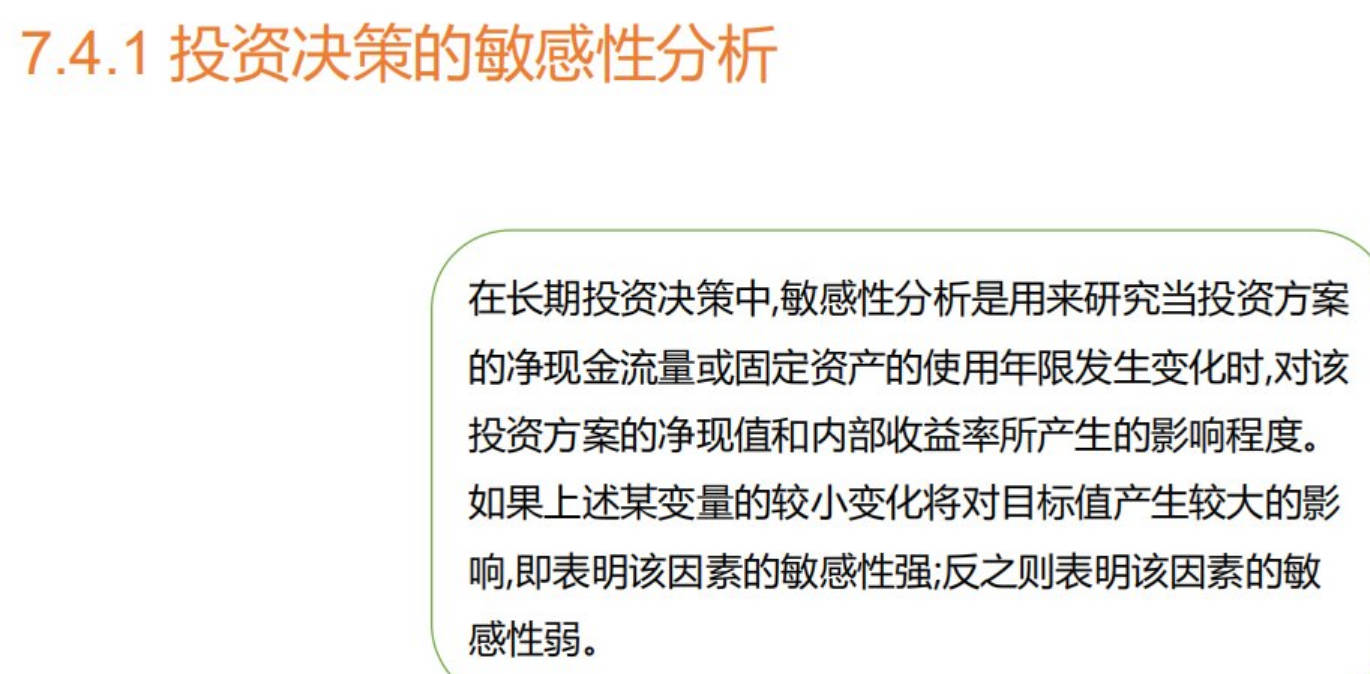 7.4.1 投资决策的敏感性分析
在长期投资决策中,敏感性分析是用来研究当投资方案
的净现金流量或固定资产的使用年限发生变化时,对该
投资方案的净现值和内部收益率所产生的影响程度。
如果上述某变量的较小变化将对目标值产生较大的影
响,即表明该因素的敏感性强;反之则表明该因素的敏
感性弱。